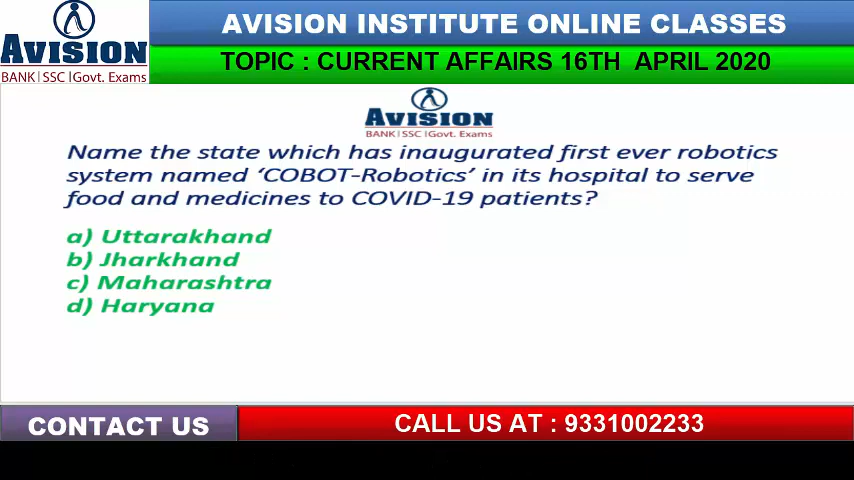 AVISION
BANK|SSC|Govt. Exams
AVISION INSTITUTE ONLINE CLASSES
TOPIC : CURRENT AFFAIRS 16TH APRIL 2020
AVISION
BANK|SSC|Govt. Exams
Name the state which has inaugurated first ever robotics
system named ‘COBOT-Robotics’ in its hospital to serve
food and medicines to COVID-19 patients?
a) Uttarakhand
b) Jharkhand
c) Maharashtra
d) Haryana
CONTACT US
CALL US AT : 9331002233